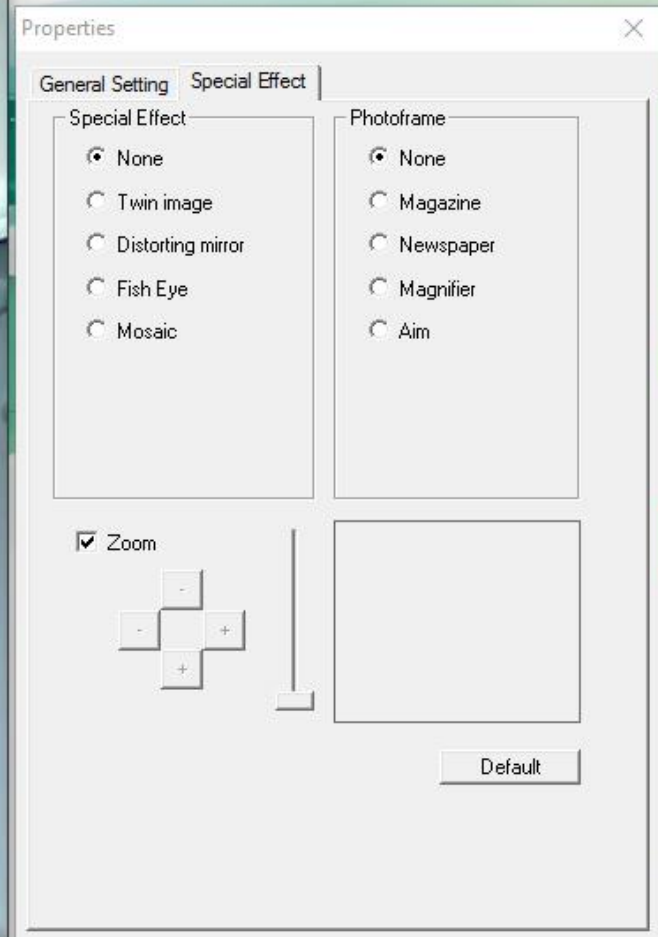 Properties
General Setting
Special Effect
Special Effect
None
Twin image
Distorting mirror
Fish Eye
Mosaic
Photoframe
None
Magazine
Newspaper
Magnifier
Aim
Zoom
-
- +
+
Default